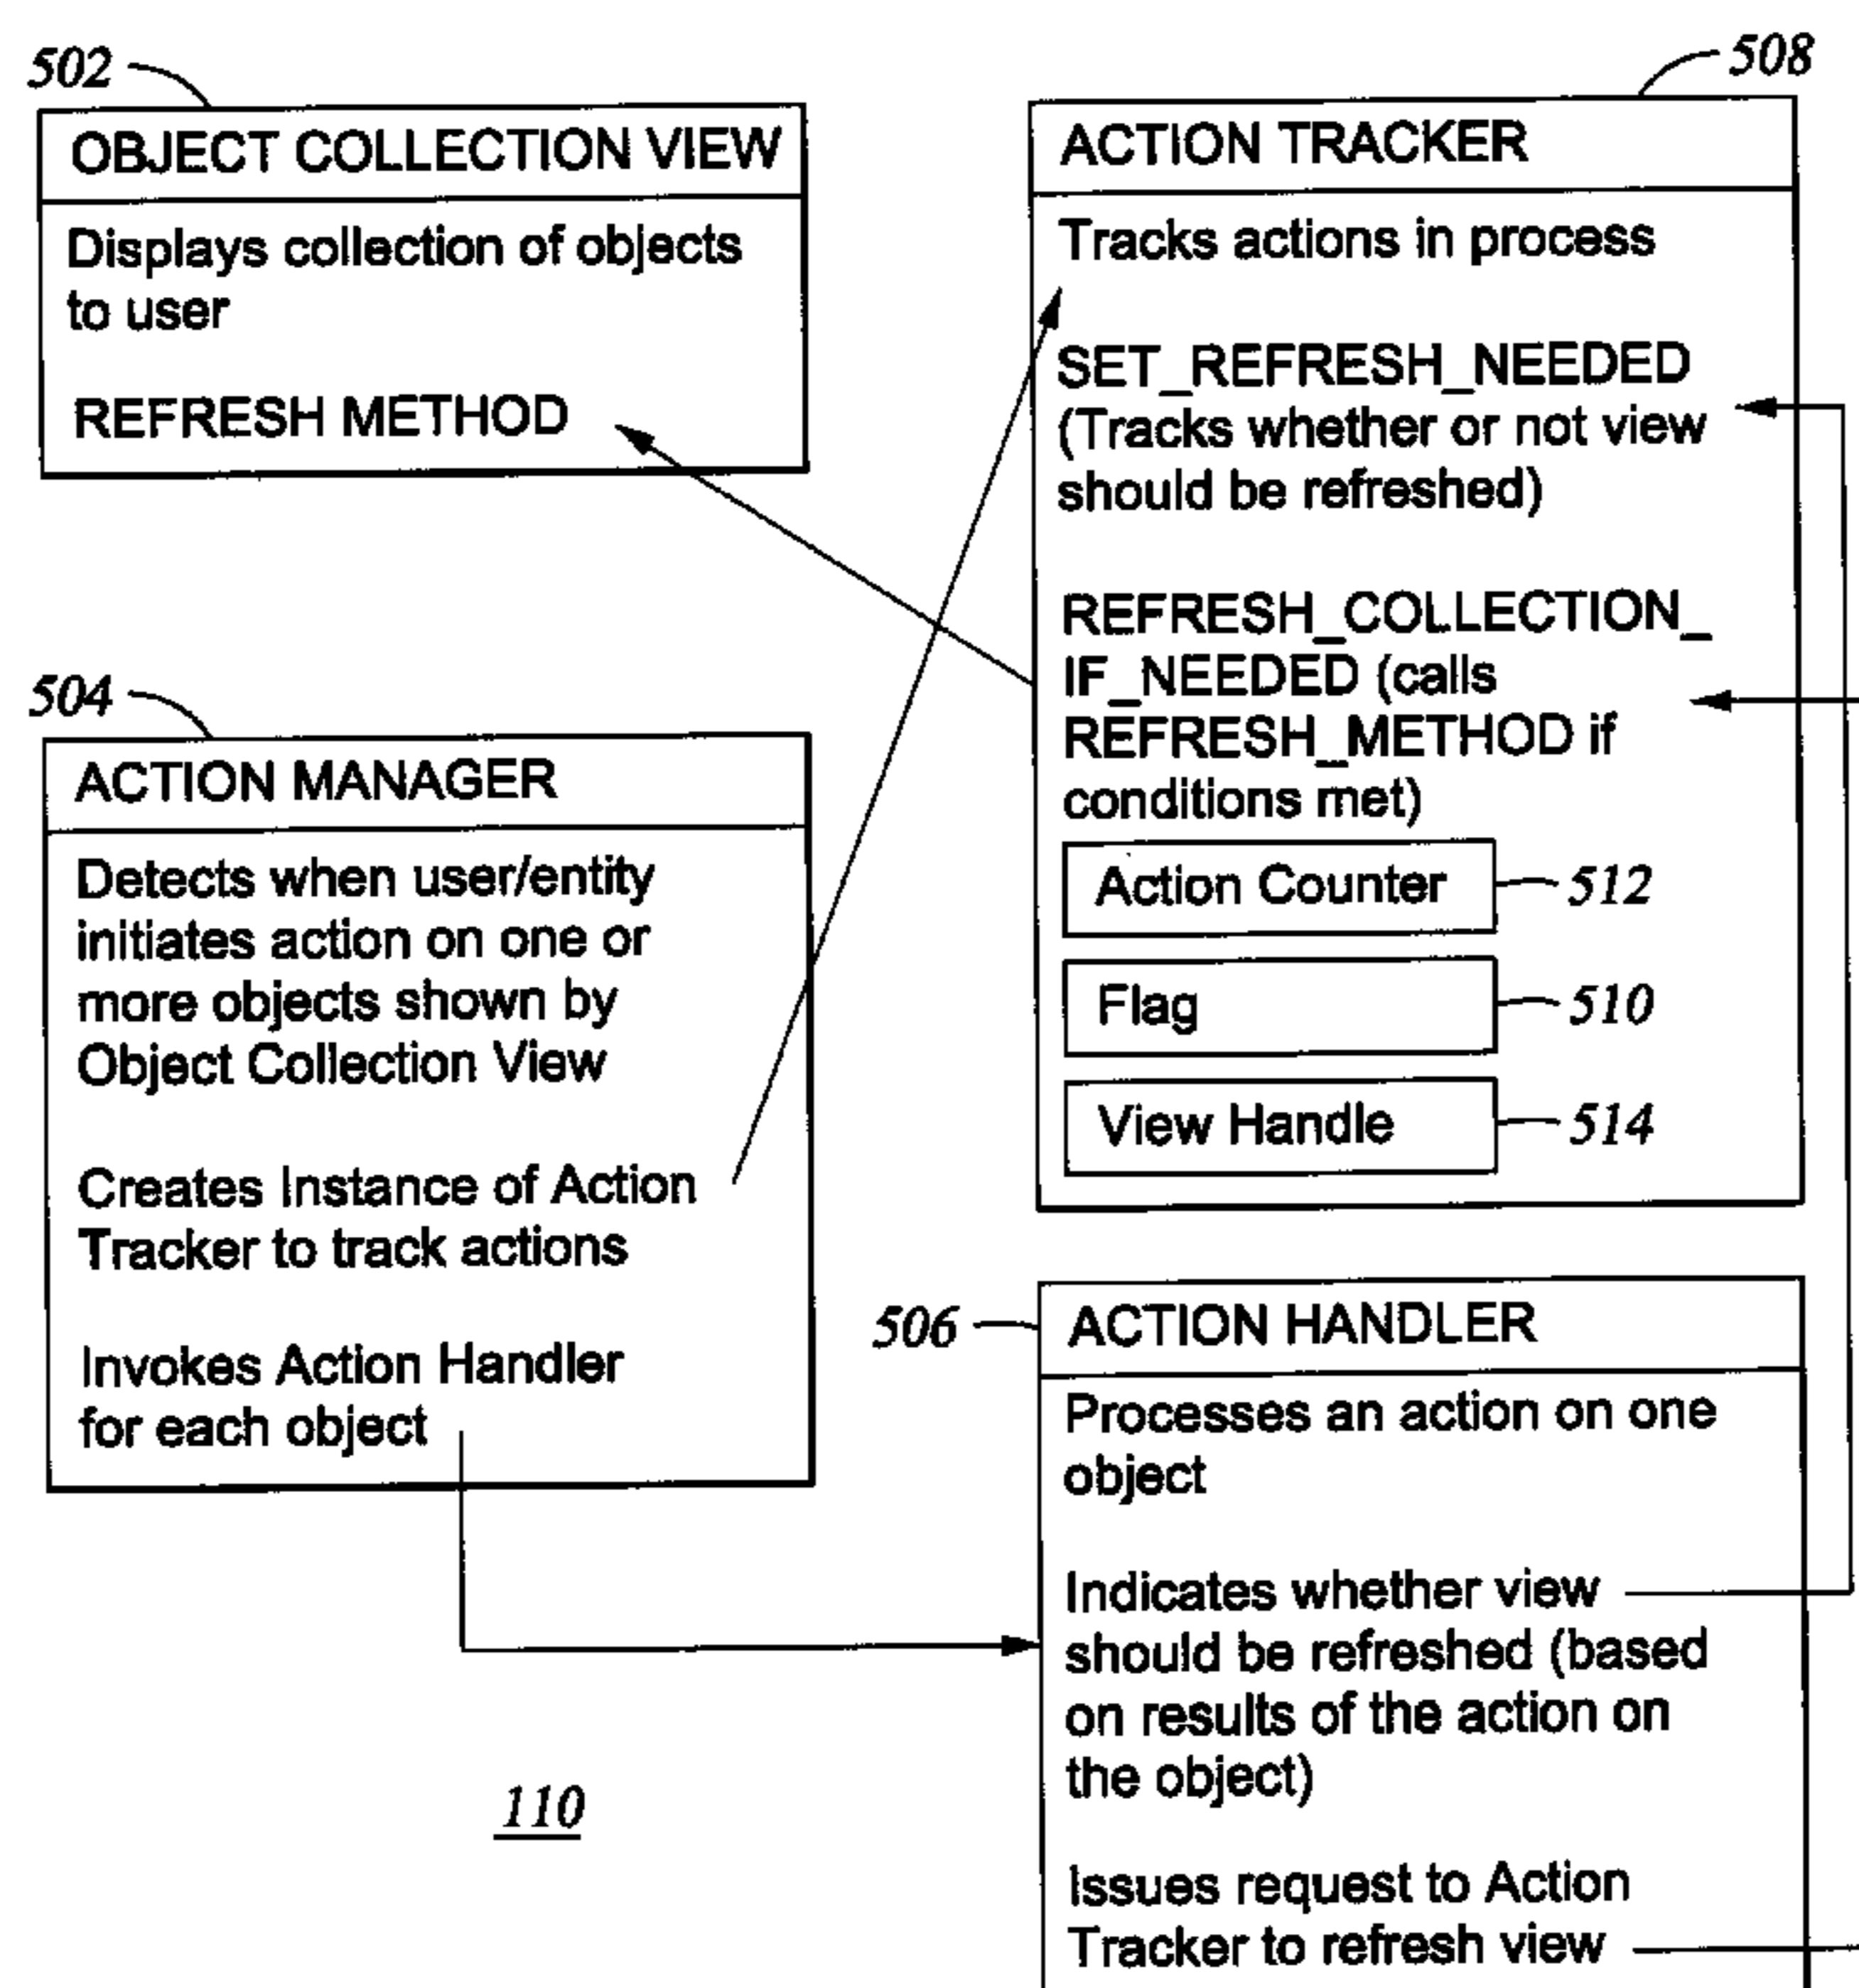 502
OBJECT COLLECTION VIEW
Displays collection of objects
to user
REFRESH METHOD
508
ACTION TRACKER
Tracks actions in process
SET_REFRESH_NEEDED
(Tracks whether or not view
should be refreshed)
REFRESH_COLLECTION_
IF_NEEDED (calls
REFRESH_METHOD if
conditions met)
Action Counter
512
Flag
510
View Handle
514
504
ACTION MANAGER
Detects when user/entity
initiates action on one or
more objects shown by
Object Collection View
Creates Instance of Action
Tracker to track actions
Invokes Action Handler
for each object
506
ACTION HANDLER
Processes an action on one
object
Indicates whether view
should be refreshed (based
on results of the action on
the object)
Issues request to Action
Tracker to refresh view
110